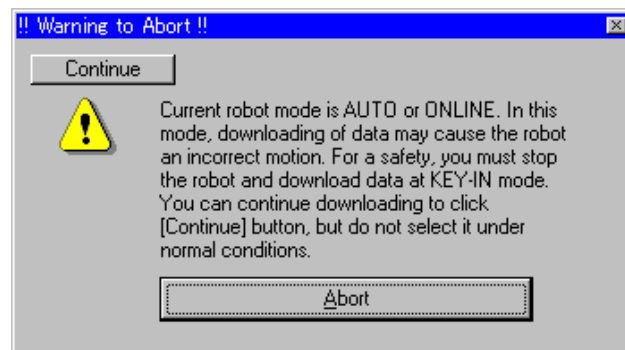 !! Warning to Abort !!
Continue
Current robot mode is AUTO or ONLINE. In this
mode, downloading of data may cause the robot
an incorrect motion. For a safety, you must stop
the robot and download data at KEY-IN mode.
You can continue downloading to click
[Continue] button, but do not select it under
normal conditions.
Abort